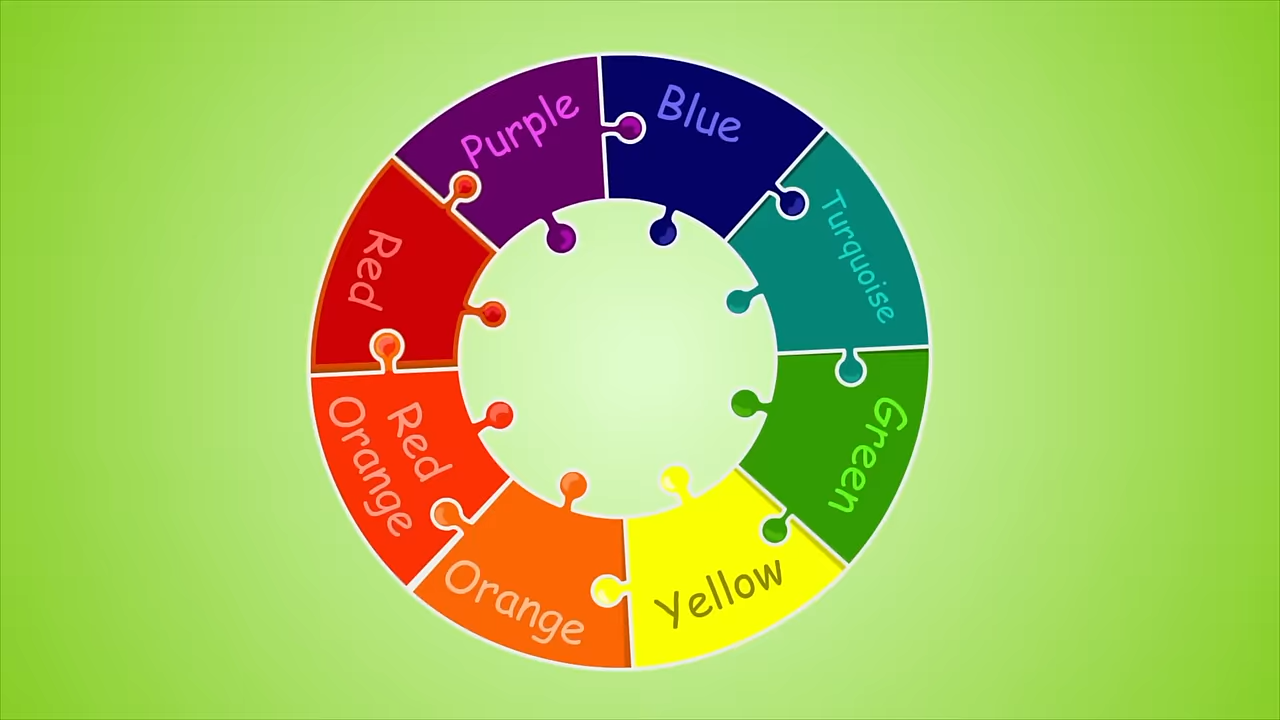 Purple
Blue
Turquoise
Green
Yellow
Orange
Red
Orange
Red